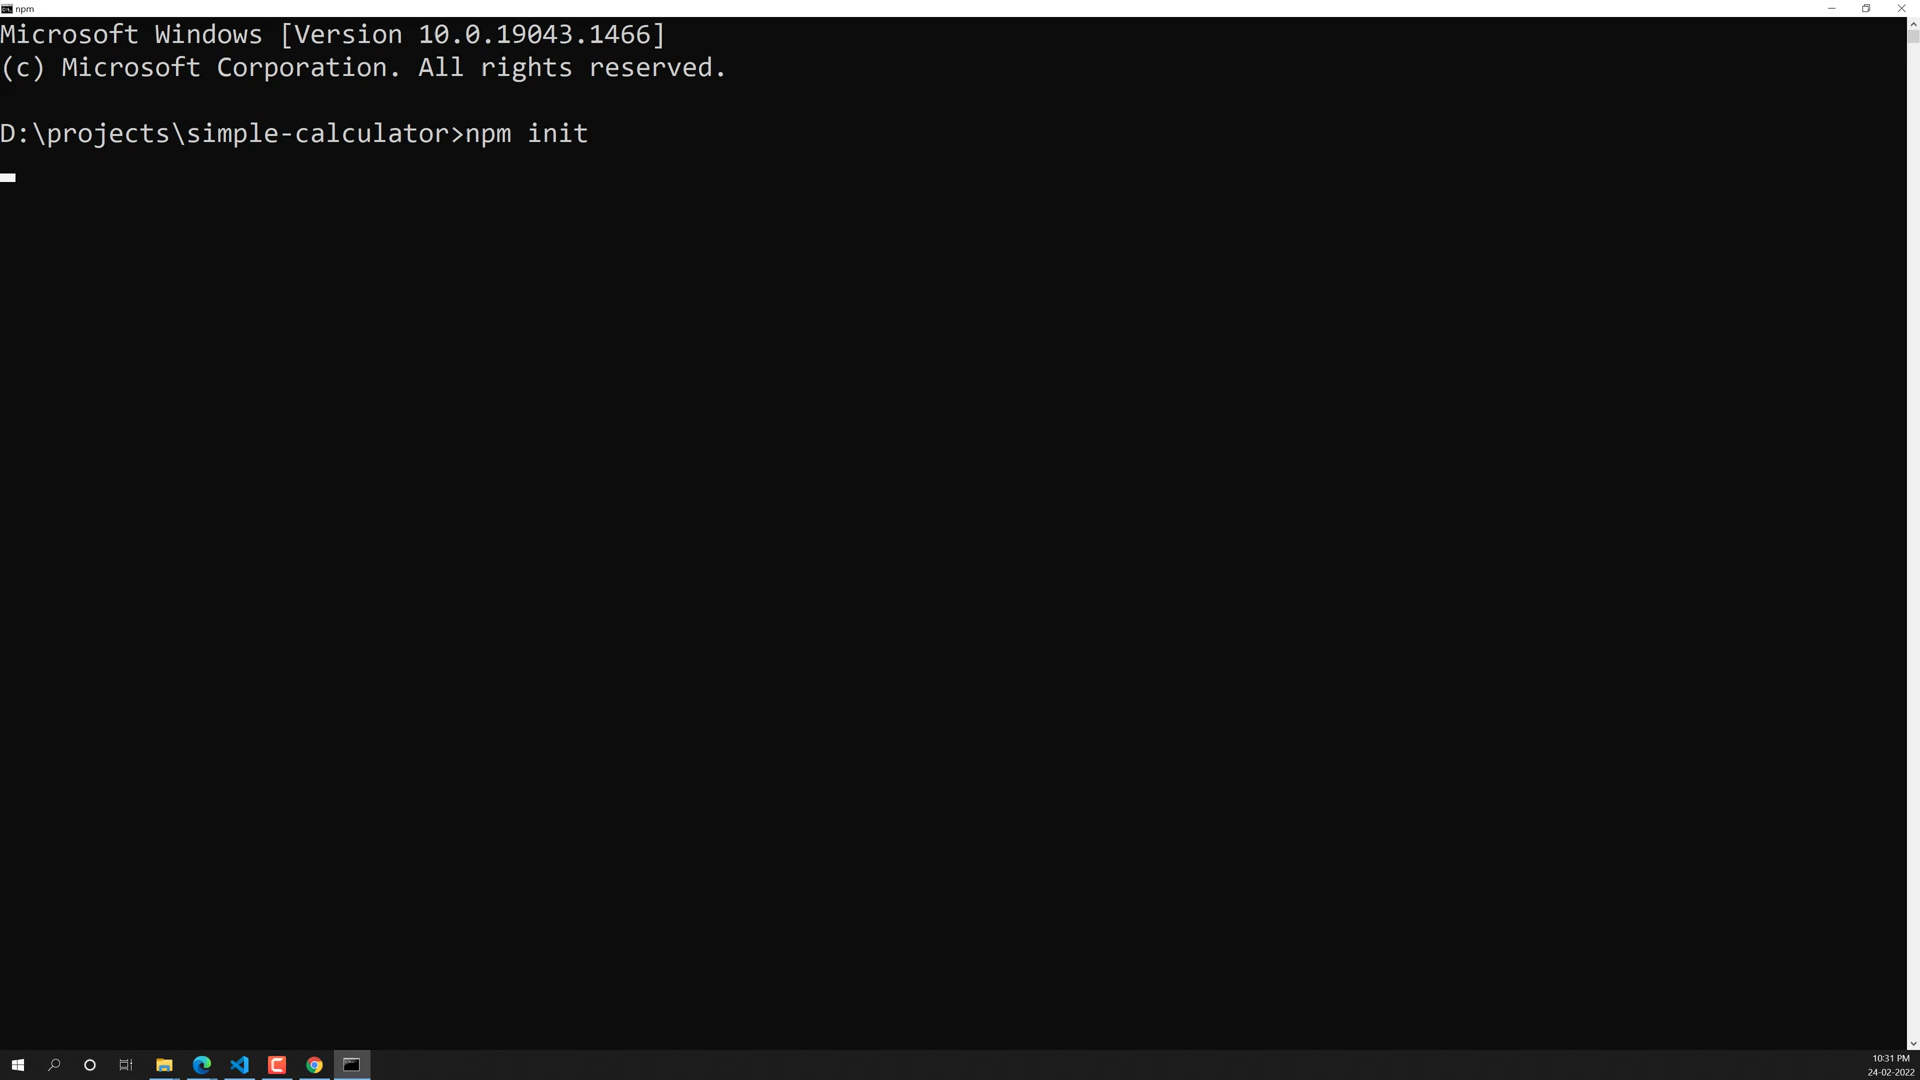 npm
Microsoft Windows [Version 10.0.19043.1466]
(c) Microsoft Corporation. All rights reserved.
D:\projects\simple-calculator>npm init
10:31 PM
24-02-2022